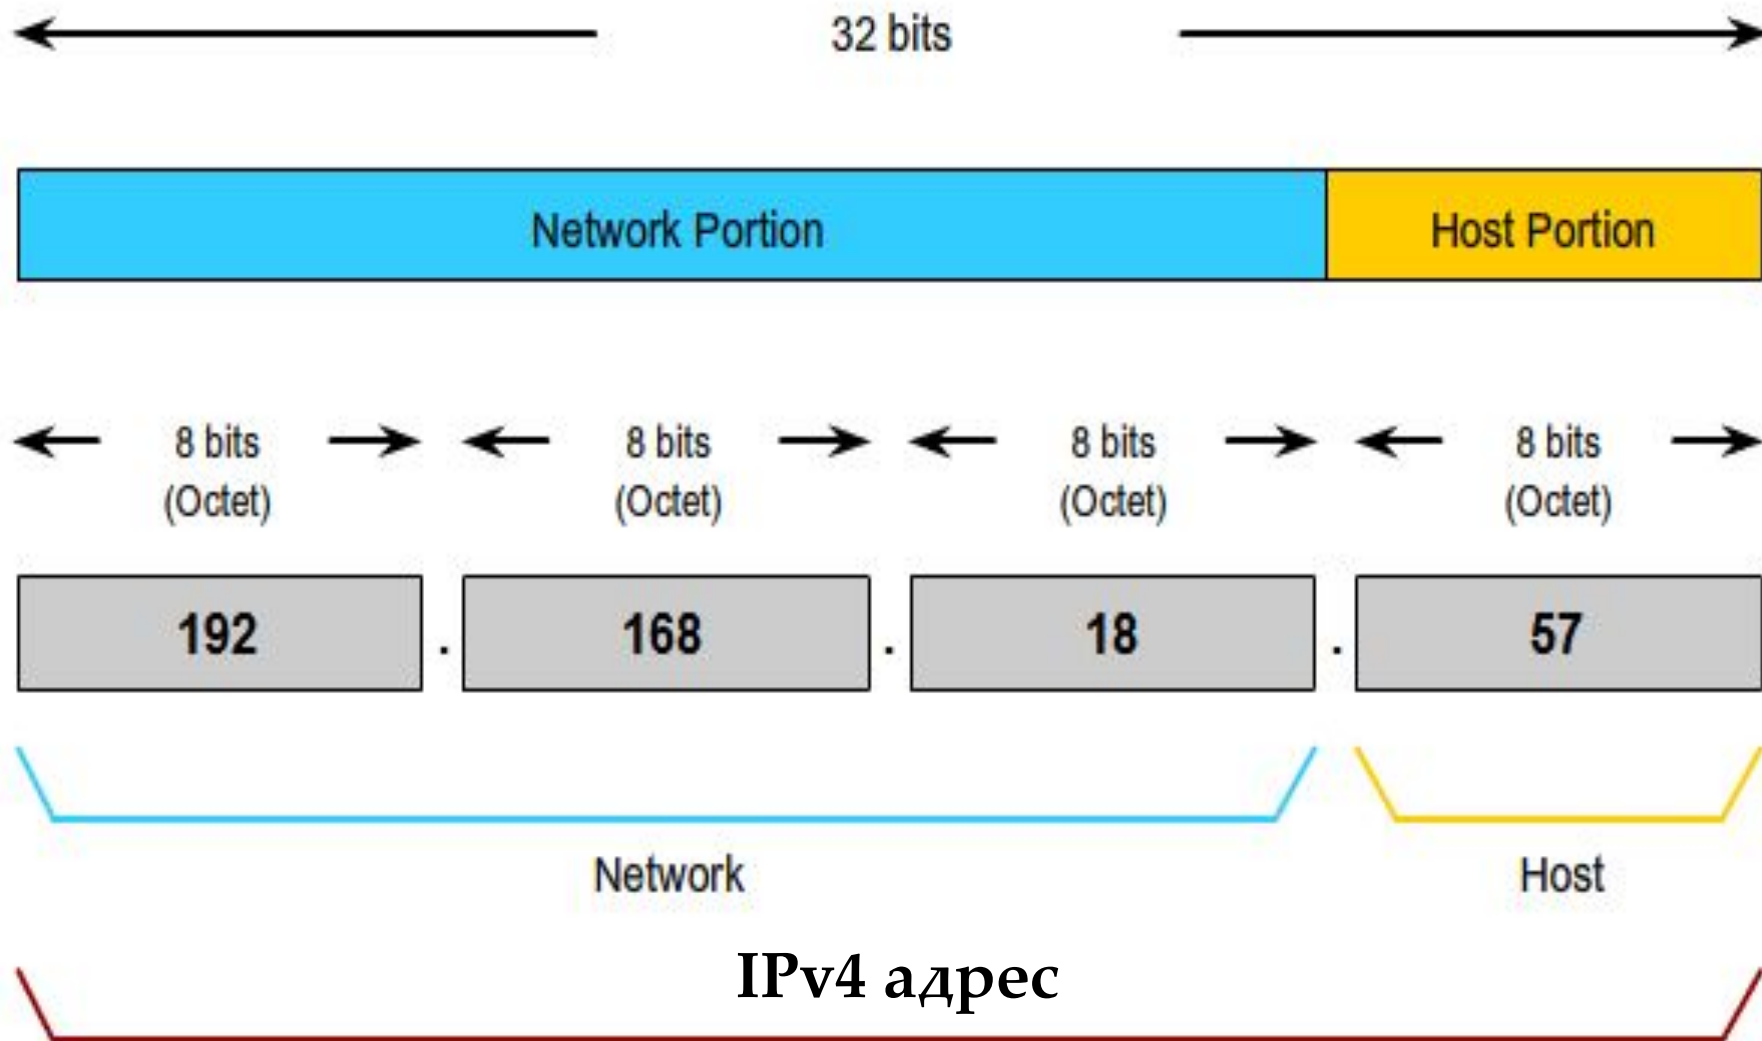 32 bits
Network Portion Host Portion
8 bits 8 bits 8 bits 8 bits
(Octet) (Octet) (Octet) (Octet)
192 . 168 . 18 . 57
Network Host
IPv4 адрес